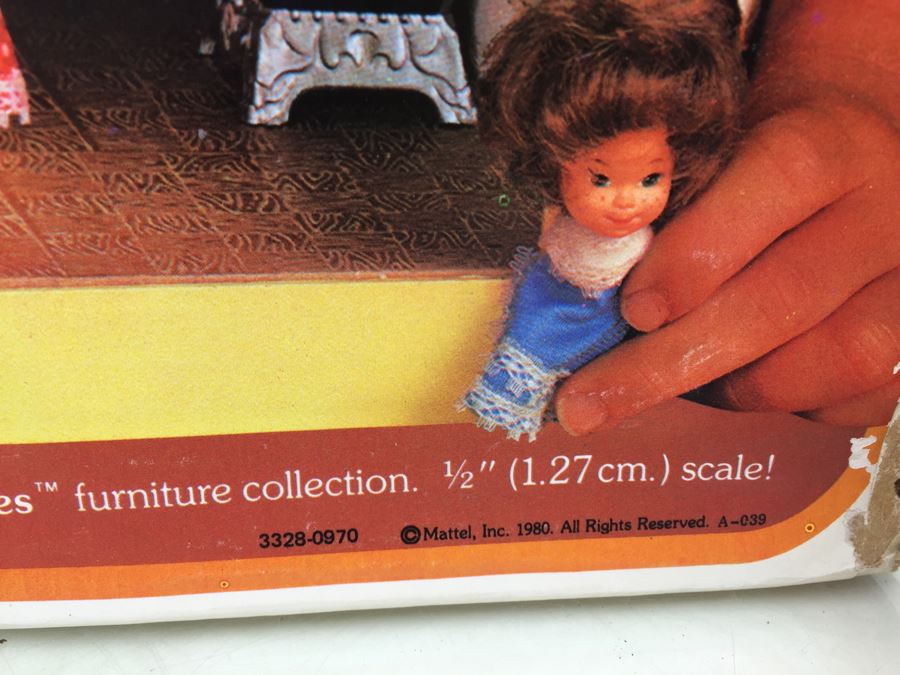 es™ furniture collection. ½" (1.27 cm.) scale!
3328-0970 ©Mattel, Inc. 1980. All Rights Reserved. A-039